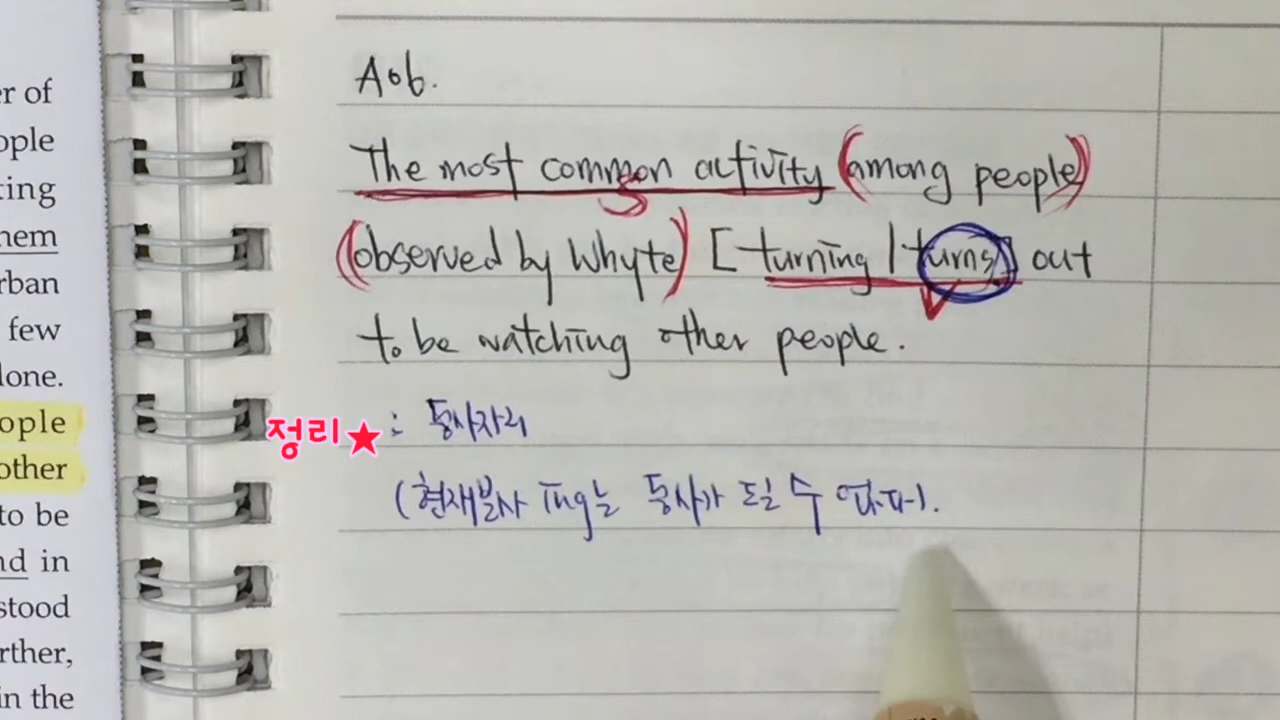 er of
ople
ting
hem
rban
few
lone.
ople
other
to be
nd in
stood
rther,
in the
A06.
The most common activity (among people)
S
(observed by Whyte) [turning / turns] out
V
to be watching other people.
정리★ : 동사자리
(현재분사 ing는 동사가 될 수 없다).